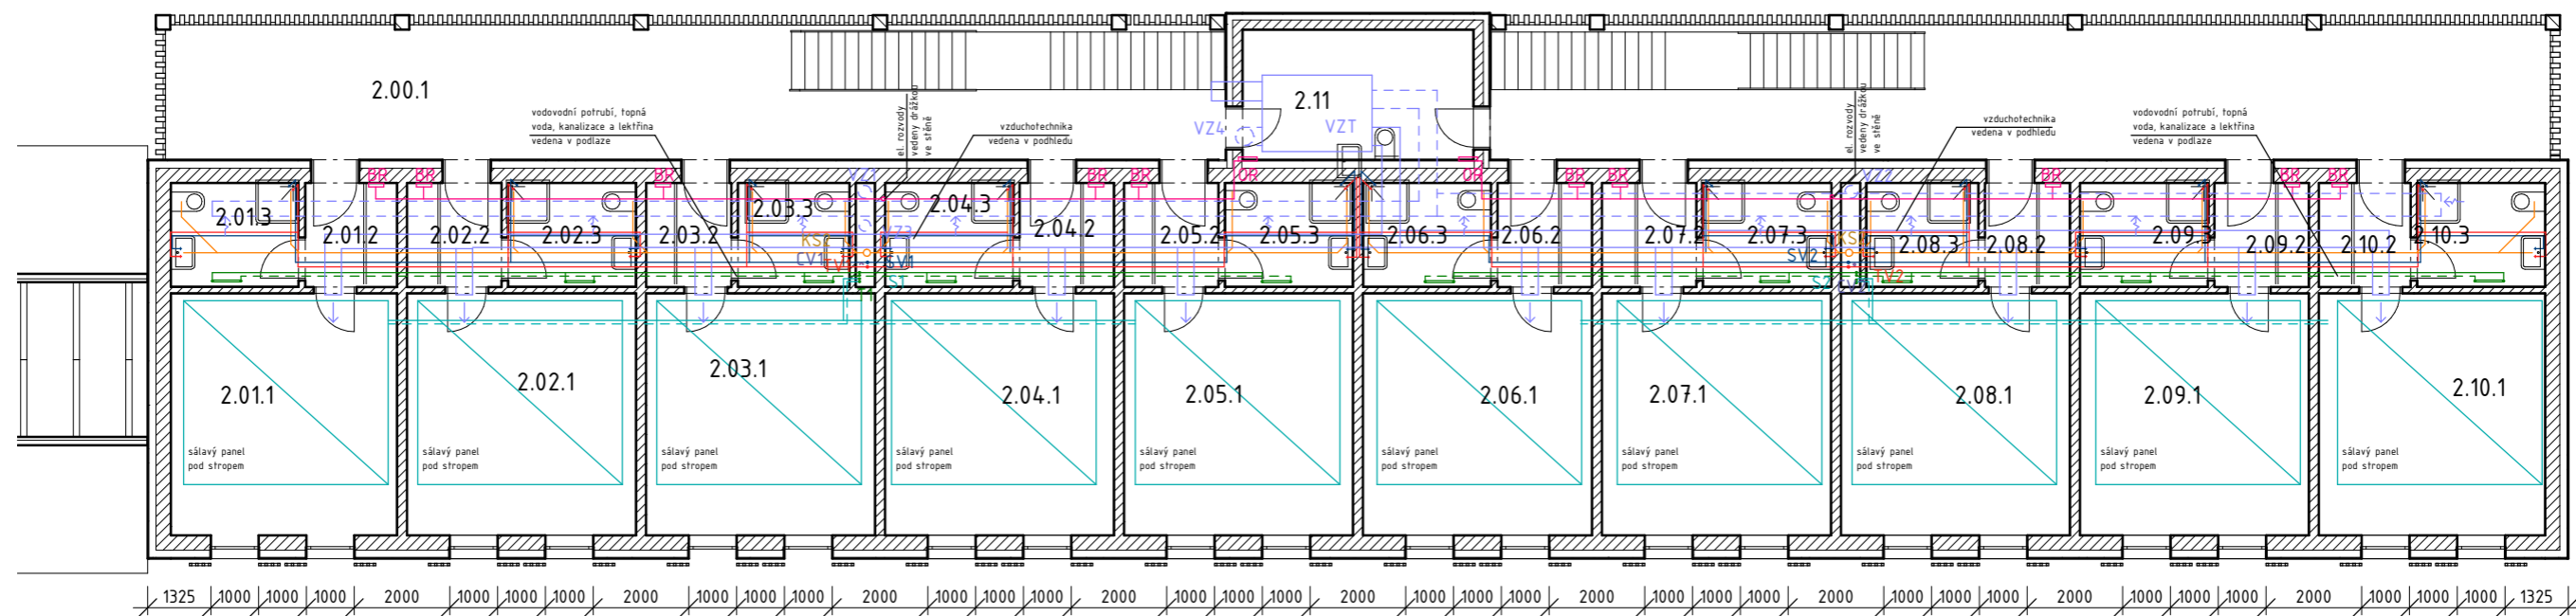 2.00.1
vodovodní potrubí, topná
voda, kanalizace a lektřina
vedena v podlaze
el. rozvody
vedeny drážkou
ve stěně
vzduchotechnika
vedena v podhledu
VZ4
2.11
VZT
vzduchotechnika
vedena v podhledu
el. rozvody
vedeny drážkou
ve stěně
vodovodní potrubí, topná
voda, kanalizace a lektřina
vedena v podlaze
BR
BR
BR
VZ1
BR
BR
OR
OR
BR
BR
VZ2
BR
BR
BR
2.01.3
2.01.2
2.02.2
2.02.3
2.03.2
2.03.3
2.04.3
2.04.2
2.05.2
2.05.3
2.06.3
2.06.2
2.07.2
2.07.3
2.08.3
2.08.2
2.09.3
2.09.2
2.10.2
2.10.3
VZ3
CV1
SV1
ST
SV2
TV2
2.01.1
2.02.1
2.03.1
2.04.1
2.05.1
2.06.1
2.07.1
2.08.1
2.09.1
2.10.1
sálavý panel
pod stropem
sálavý panel
pod stropem
sálavý panel
pod stropem
sálavý panel
pod stropem
sálavý panel
pod stropem
sálavý panel
pod stropem
sálavý panel
pod stropem
sálavý panel
pod stropem
sálavý panel
pod stropem
sálavý panel
pod stropem
1325 1000 1000 1000 2000 1000 1000 1000 2000 1000 1000 1000 2000 1000 1000 1000 2000 1000 1000 1000 2000 1000 1000 1000 2000 1000 1000 1000 2000 1000 1000 1000 2000 1000 1000 1000 2000 1000 1000 1000 1325